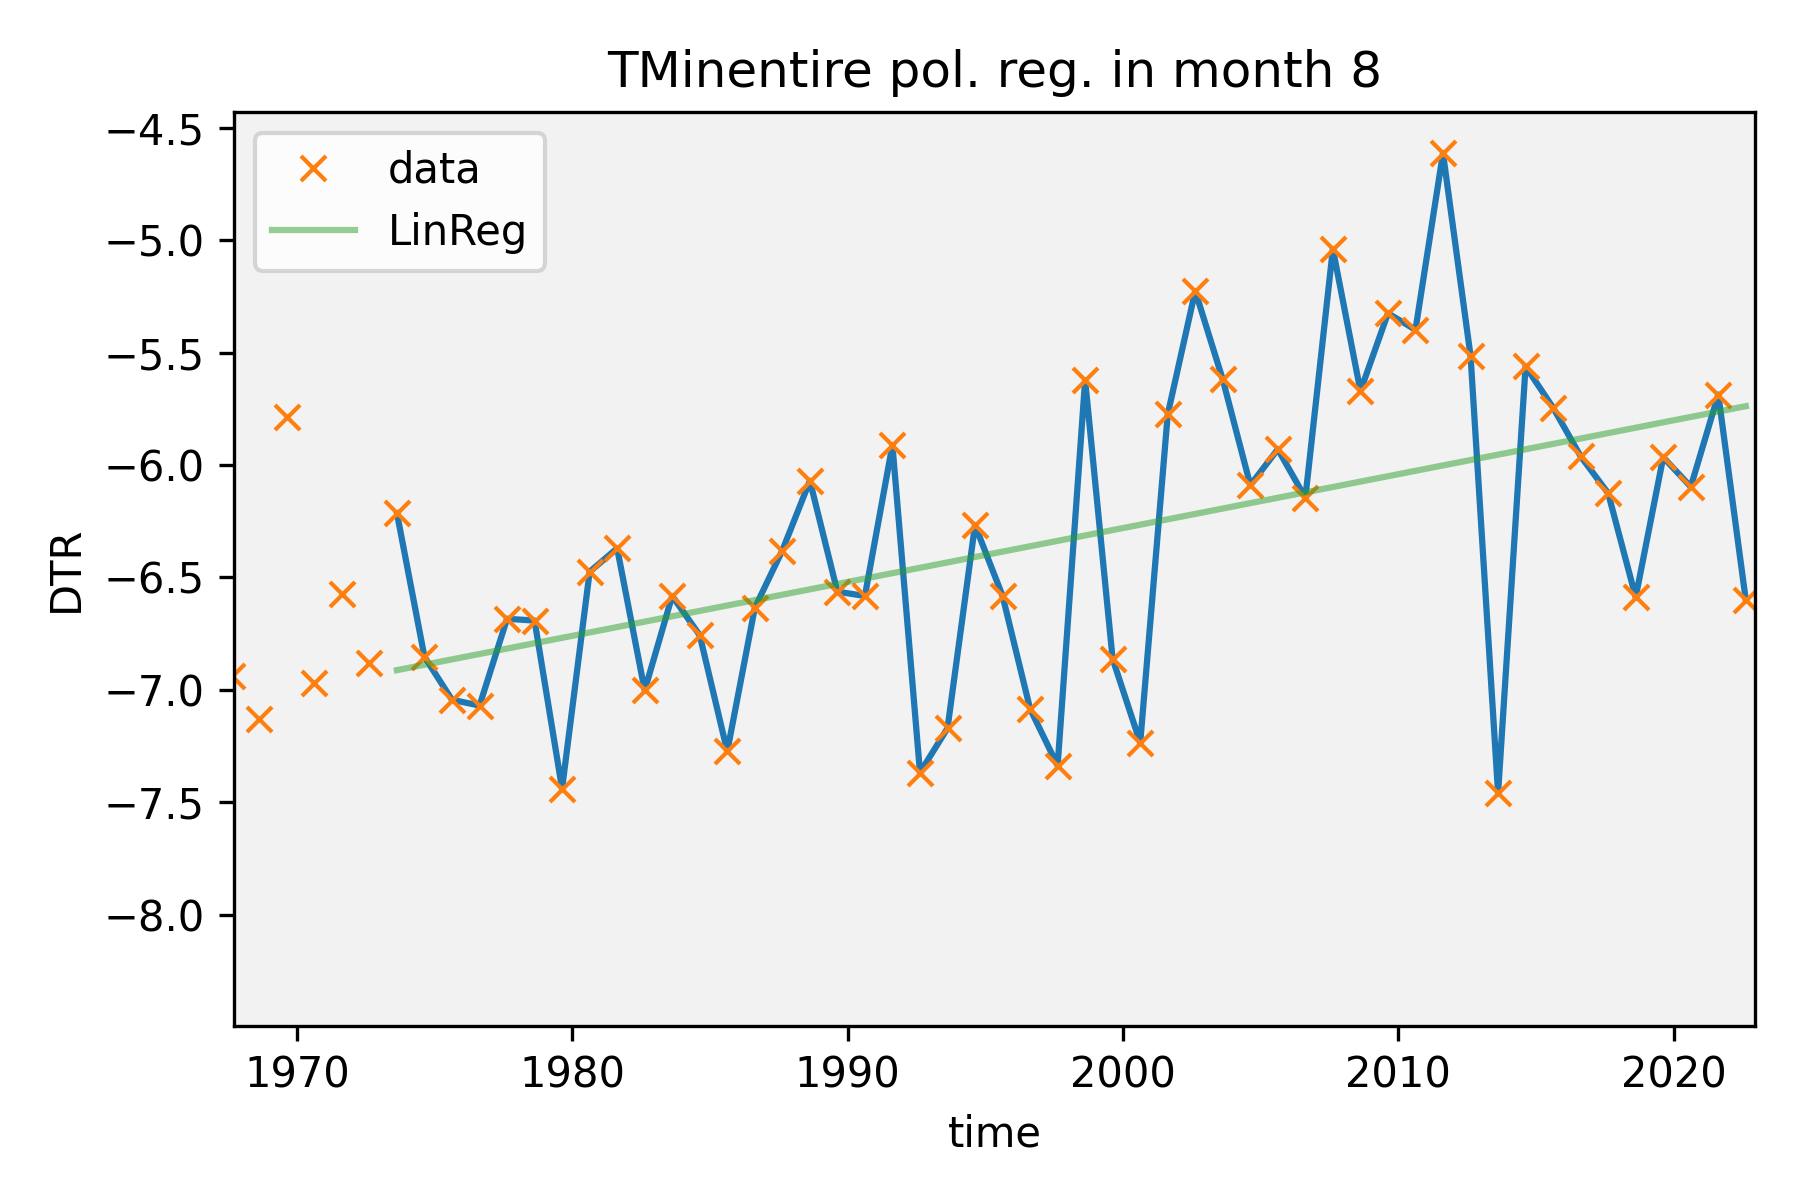 TMinentire pol. reg. in month 8
data
LinReg
−4.5
−5.0
−5.5
−6.0
−6.5
−7.0
−7.5
−8.0
DTR
1970 1980 1990 2000 2010 2020
time